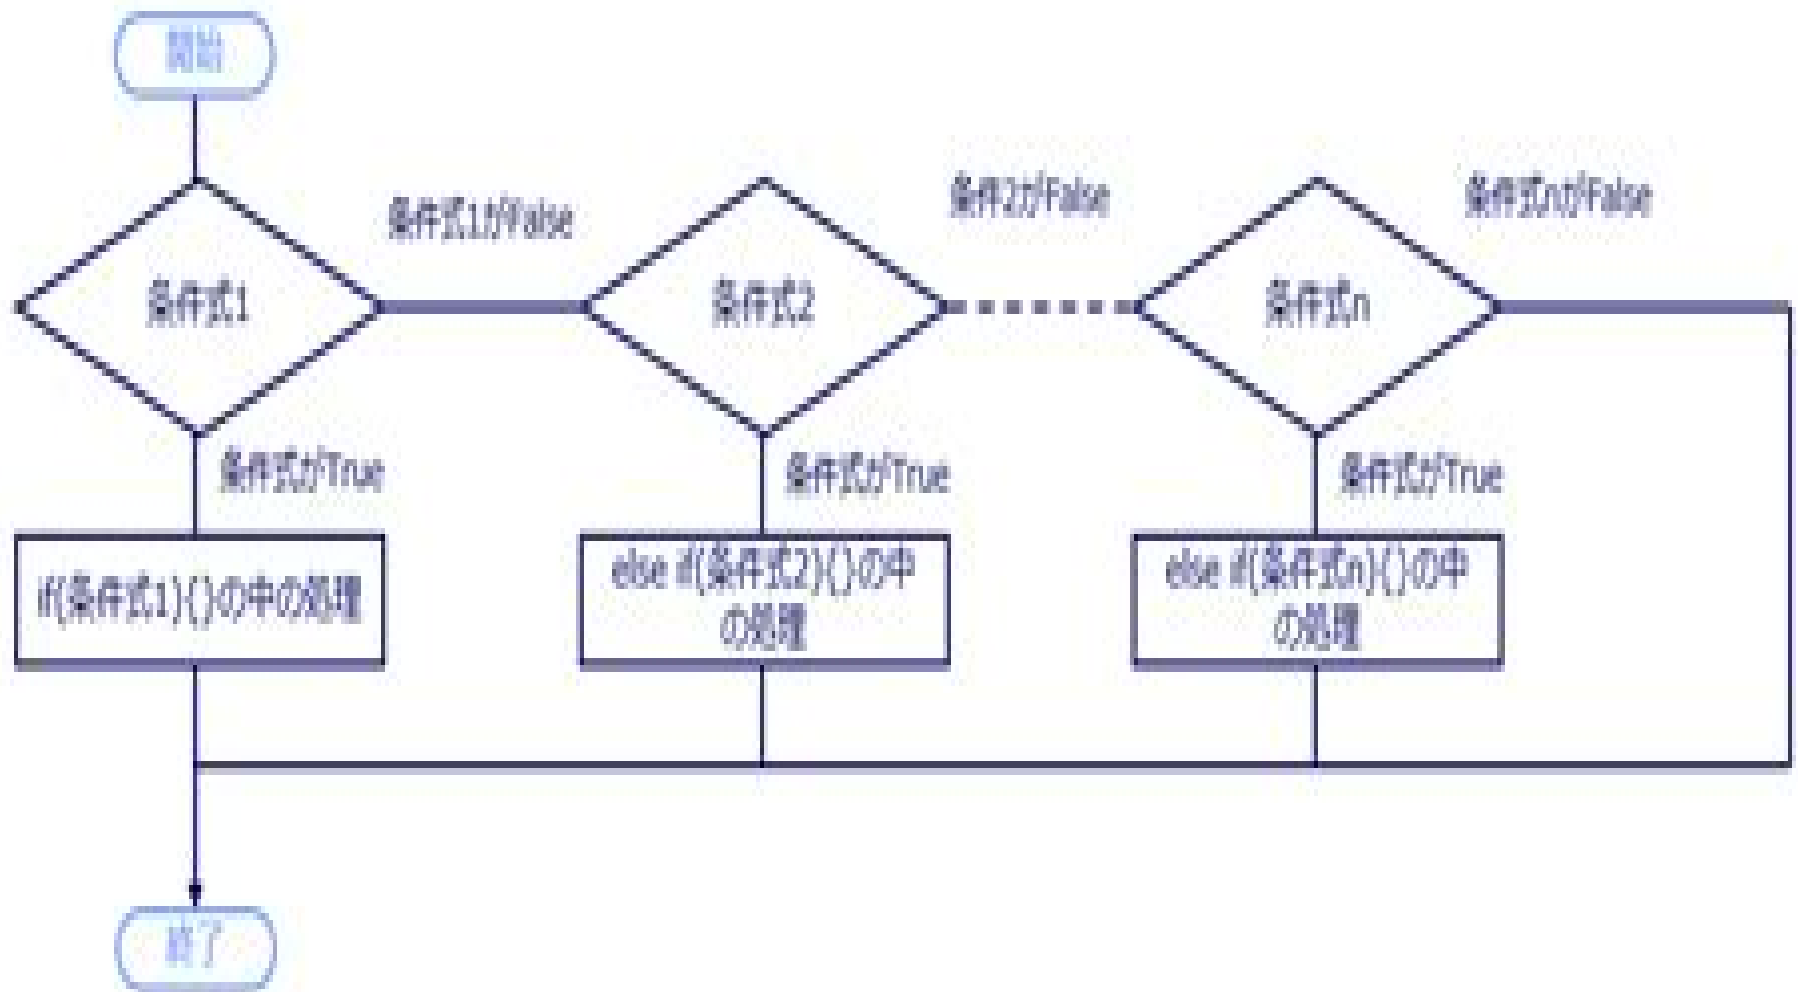 開始
条件式1がFalse
条件2がFalse
条件式nがFalse
条件式1
条件式2
条件式n
条件式がTrue
条件式がTrue
条件式がTrue
if(条件式1){}の中の処理
else if(条件式2){}の中
の処理
else if(条件式n){}の中
の処理
終了